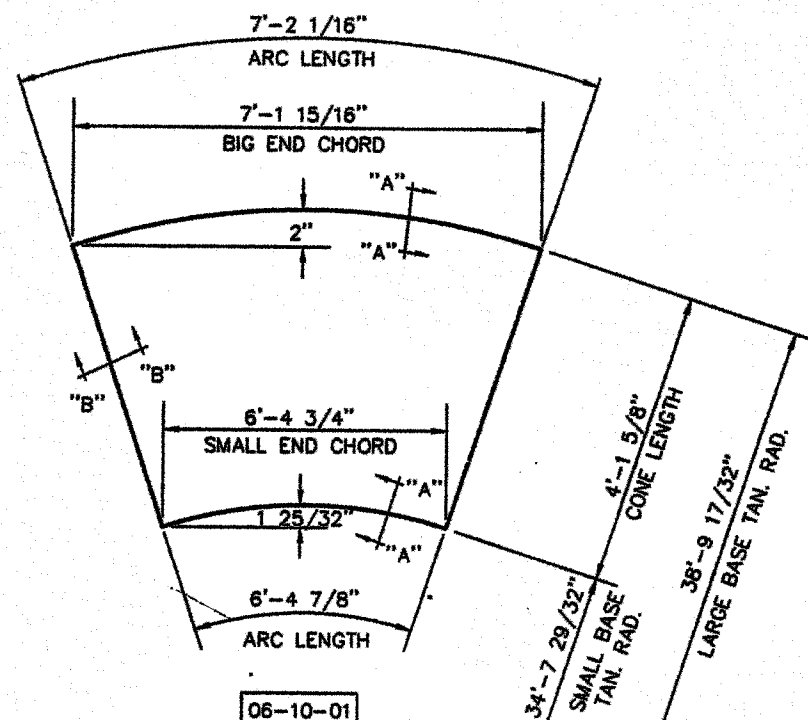 7'-2 1/16"
ARC LENGTH
7'-1 15/16"
BIG END CHORD
"A"
2"
"A"
"B"
"B"
6'-4 3/4"
SMALL END CHORD
4'-1 5/8"
CONE LENGTH
38'-9 17/32"
LARGE BASE TAN. RAD.
"A"
1 25/32"
"A"
6'-4 7/8"
ARC LENGTH
34'-7 29/32"
SMALL BASE
TAN. RAD.
06-10-01